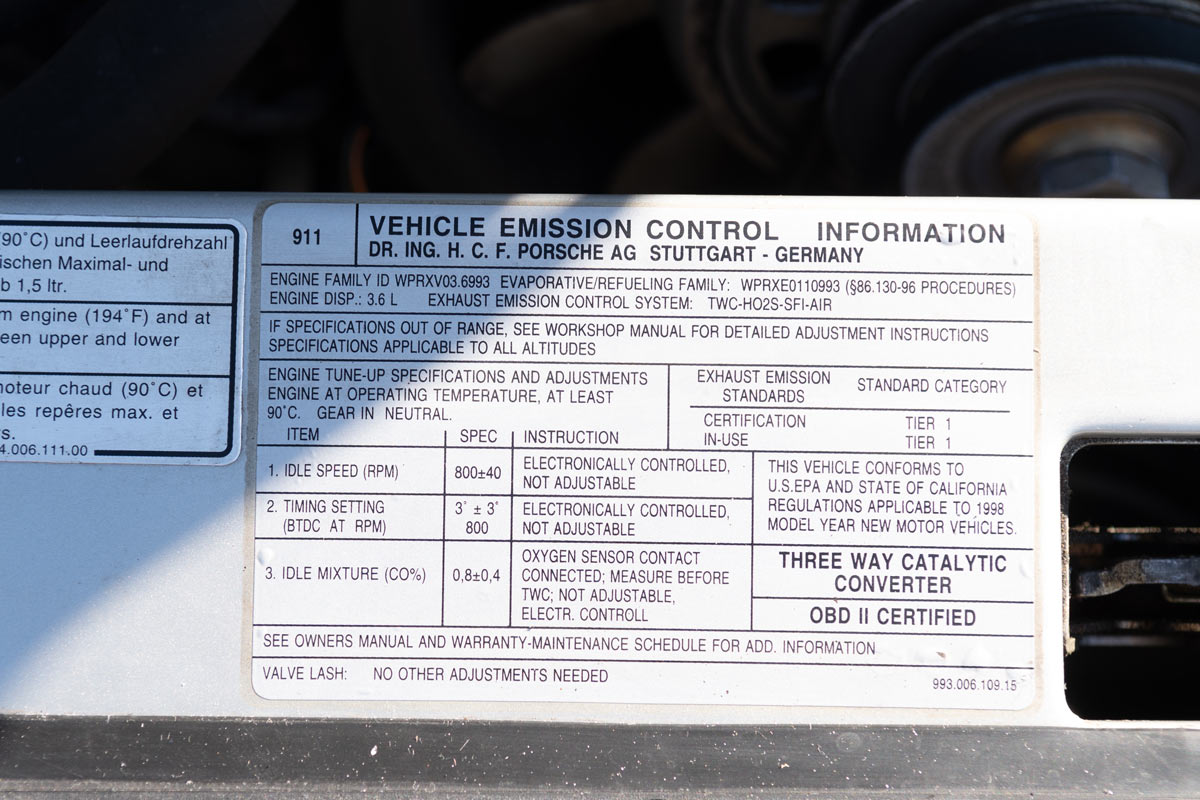 90°C) und Leerlaufdrehzahl
ischen Maximal- und
b 1,5 ltr.
m engine (194°F) and at
een upper and lower
moteur chaud (90°C) et
les repêres max. et
rs.
4.006.111.00
911
VEHICLE EMISSION CONTROL INFORMATION
DR. ING. H. C. F. PORSCHE AG STUTTGART - GERMANY
ENGINE FAMILY ID WPRXV03.6993 EVAPORATIVE/REFUELING FAMILY: WPRXE0110993 (§86.130-96 PROCEDURES)
ENGINE DISP.: 3.6 L EXHAUST EMISSION CONTROL SYSTEM: TWC-HO2S-SFI-AIR
IF SPECIFICATIONS OUT OF RANGE, SEE WORKSHOP MANUAL FOR DETAILED ADJUSTMENT INSTRUCTIONS
SPECIFICATIONS APPLICABLE TO ALL ALTITUDES
ENGINE TUNE-UP SPECIFICATIONS AND ADJUSTMENTS
ENGINE AT OPERATING TEMPERATURE, AT LEAST
90°C. GEAR IN NEUTRAL.
EXHAUST EMISSION STANDARD CATEGORY
STANDARDS
CERTIFICATION TIER 1
IN-USE TIER 1
ITEM SPEC INSTRUCTION
1. IDLE SPEED (RPM) 800±40 ELECTRONICALLY CONTROLLED,
NOT ADJUSTABLE
2. TIMING SETTING 3° ± 3° ELECTRONICALLY CONTROLLED,
(BTDC AT RPM) 800 NOT ADJUSTABLE
3. IDLE MIXTURE (CO%) 0,8±0,4 OXYGEN SENSOR CONTACT
CONNECTED; MEASURE BEFORE
TWC; NOT ADJUSTABLE,
ELECTR. CONTROLL
THIS VEHICLE CONFORMS TO
U.S.EPA AND STATE OF CALIFORNIA
REGULATIONS APPLICABLE TO 1998
MODEL YEAR NEW MOTOR VEHICLES.
THREE WAY CATALYTIC
CONVERTER
OBD II CERTIFIED
SEE OWNERS MANUAL AND WARRANTY-MAINTENANCE SCHEDULE FOR ADD. INFORMATION
VALVE LASH: NO OTHER ADJUSTMENTS NEEDED
993.006.109.15